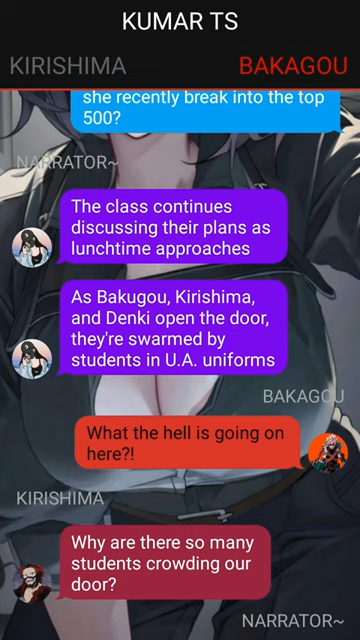 KUMAR TS
KIRISHIMA
BAKAGOU
she recently break into the top
500?
NARRATOR~
The class continues
discussing their plans as
lunchtime approaches
As Bakugou, Kirishima,
and Denki open the door,
they're swarmed by
students in U.A. uniforms
BAKAGOU
What the hell is going on
here?!
KIRISHIMA
Why are there so many
students crowding our
door?
NARRATOR~